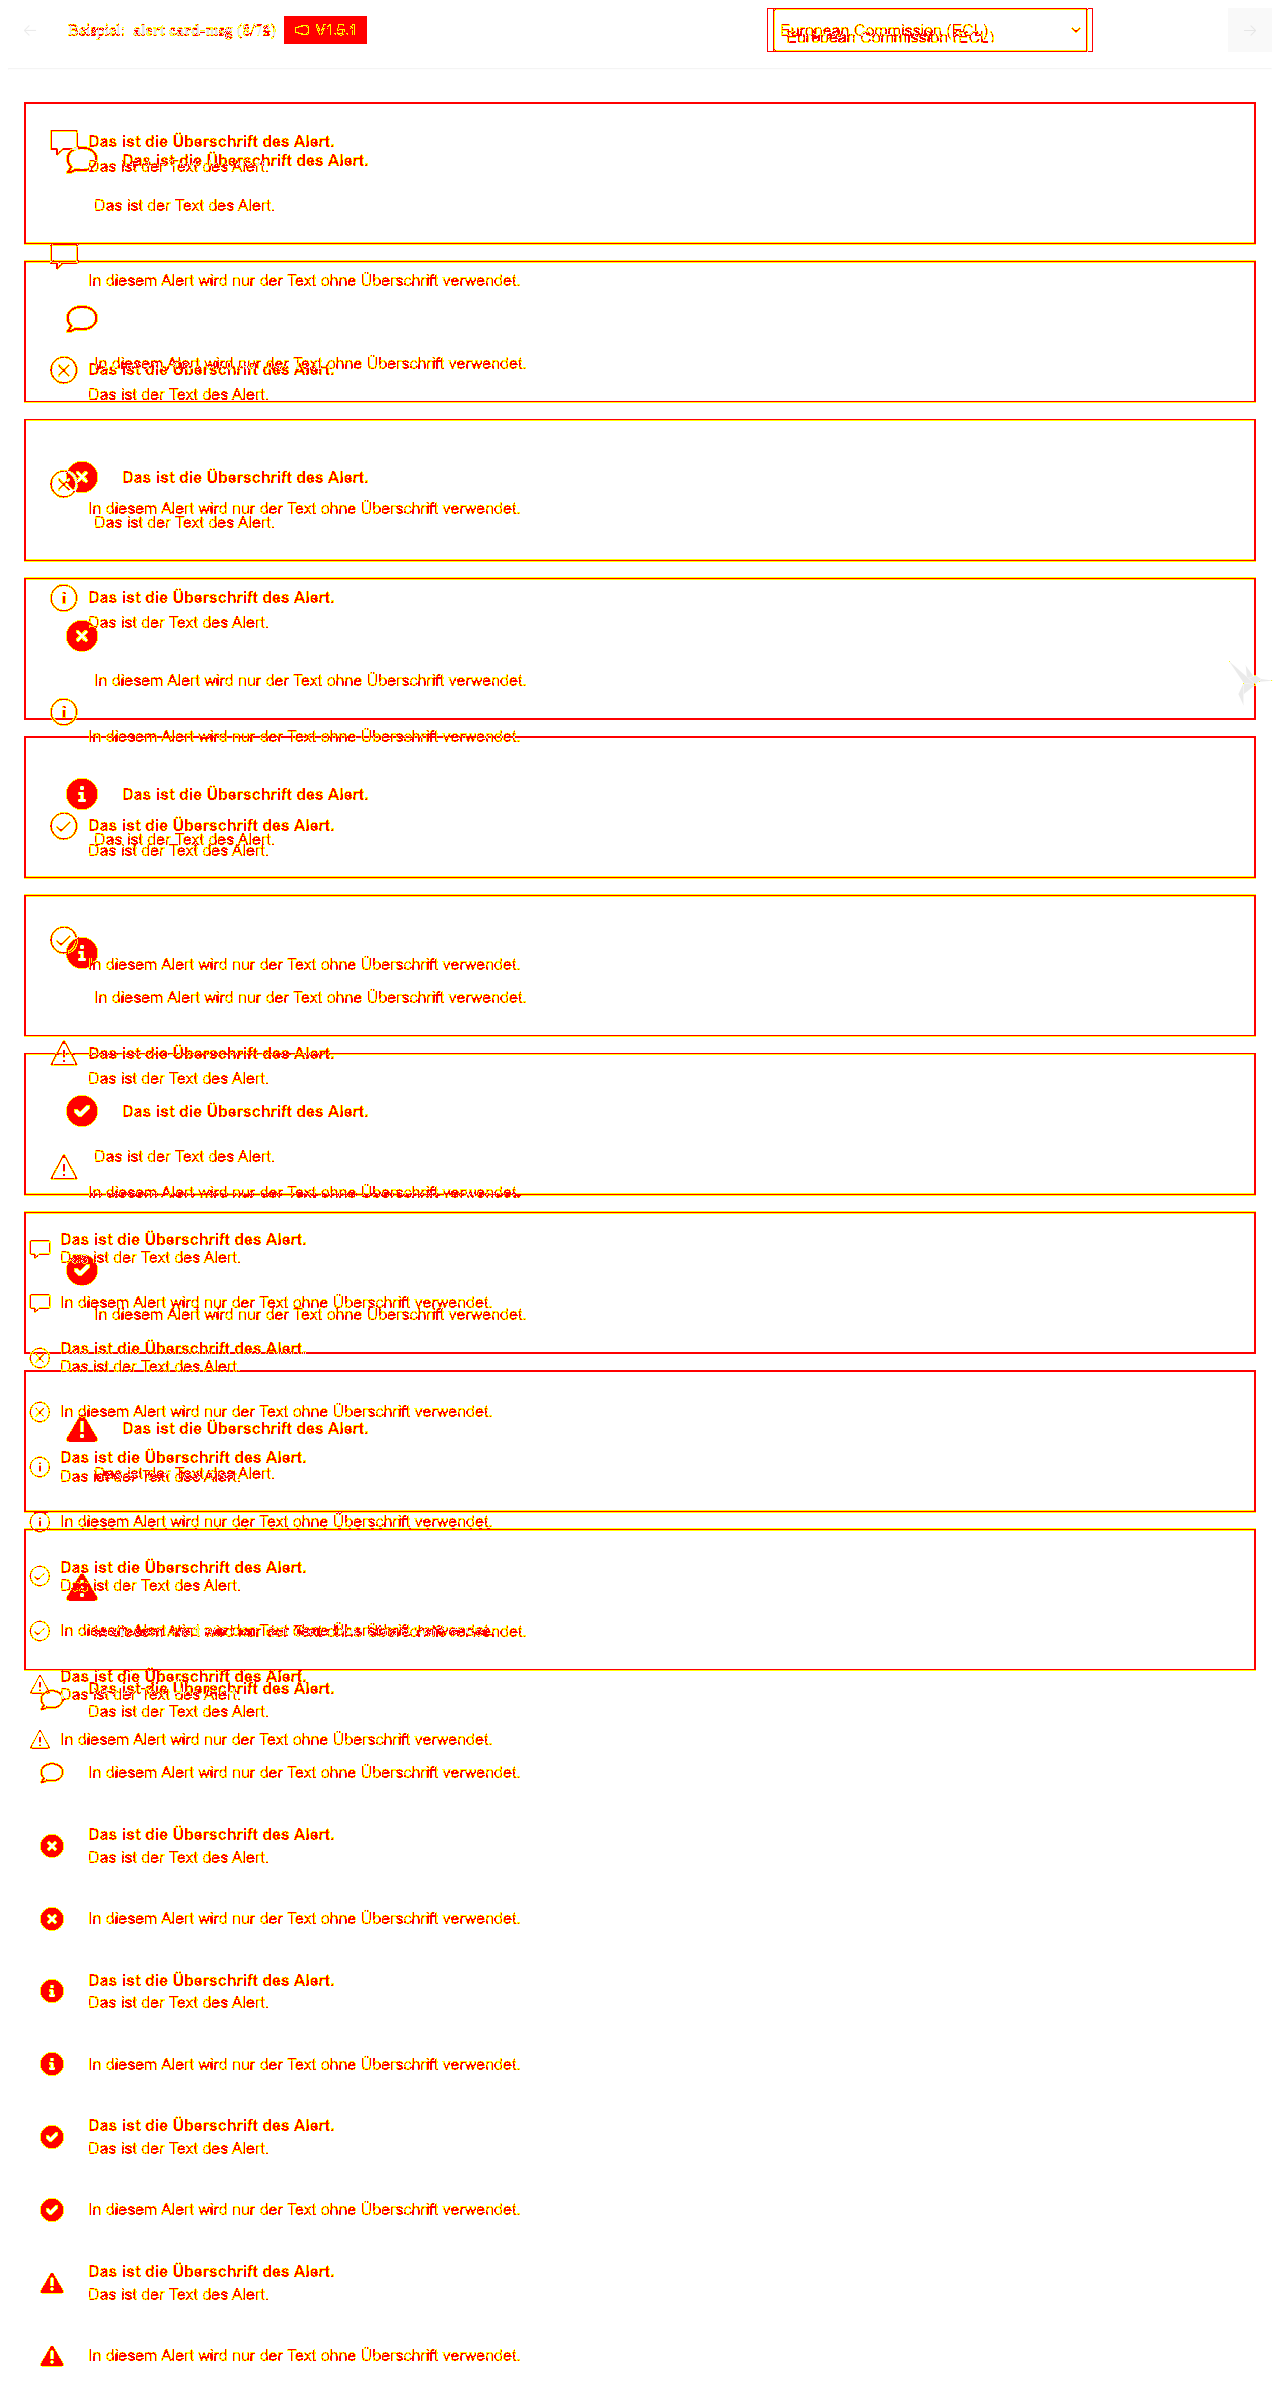 European Commission (ECL)
European Commission (ECL)
Das ist die Überschrift des Alert.
Das ist die Überschrift des Alert.
Das ist der Text des Alert.
Das ist der Text des Alert.
In diesem Alert wird nur der Text ohne Überschrift verwendet.
In diesem Alert wird nur der Text ohne Überschrift verwendet.
Das ist die Überschrift des Alert.
Das ist der Text des Alert.
Das ist die Überschrift des Alert.
In diesem Alert wird nur der Text ohne Überschrift verwendet.
Das ist der Text des Alert.
Das ist die Überschrift des Alert.
Das ist der Text des Alert.
In diesem Alert wird nur der Text ohne Überschrift verwendet.
In diesem Alert wird nur der Text ohne Überschrift verwendet.
Das ist die Überschrift des Alert.
Das ist die Überschrift des Alert.
Das ist der Text des Alert.
Das ist der Text des Alert.
In diesem Alert wird nur der Text ohne Überschrift verwendet.
In diesem Alert wird nur der Text ohne Überschrift verwendet.
Das ist die Überschrift des Alert.
Das ist der Text des Alert.
Das ist die Überschrift des Alert.
Das ist der Text des Alert.
In diesem Alert wird nur der Text ohne Überschrift verwendet.
Das ist die Überschrift des Alert.
Das ist der Text des Alert.
In diesem Alert wird nur der Text ohne Überschrift verwendet.
In diesem Alert wird nur der Text ohne Überschrift verwendet.
Das ist die Überschrift des Alert.
Das ist der Text des Alert.
In diesem Alert wird nur der Text ohne Überschrift verwendet.
Das ist die Überschrift des Alert.
Das ist die Überschrift des Alert.
Das ist der Text des Alert.
Das ist der Text des Alert.
In diesem Alert wird nur der Text ohne Überschrift verwendet.
Das ist die Überschrift des Alert.
Das ist der Text des Alert.
In diesem Alert wird nur der Text ohne Überschrift verwendet.
Das ist die Überschrift des Alert.
Das ist die Überschrift des Alert.
Das ist der Text des Alert.
Das ist der Text des Alert.
In diesem Alert wird nur der Text ohne Überschrift verwendet.
In diesem Alert wird nur der Text ohne Überschrift verwendet.
Das ist die Überschrift des Alert.
Das ist der Text des Alert.
In diesem Alert wird nur der Text ohne Überschrift verwendet.
Das ist die Überschrift des Alert.
Das ist der Text des Alert.
In diesem Alert wird nur der Text ohne Überschrift verwendet.
Das ist die Überschrift des Alert.
Das ist der Text des Alert.
In diesem Alert wird nur der Text ohne Überschrift verwendet.
Das ist die Überschrift des Alert.
Das ist der Text des Alert.
In diesem Alert wird nur der Text ohne Überschrift verwendet.